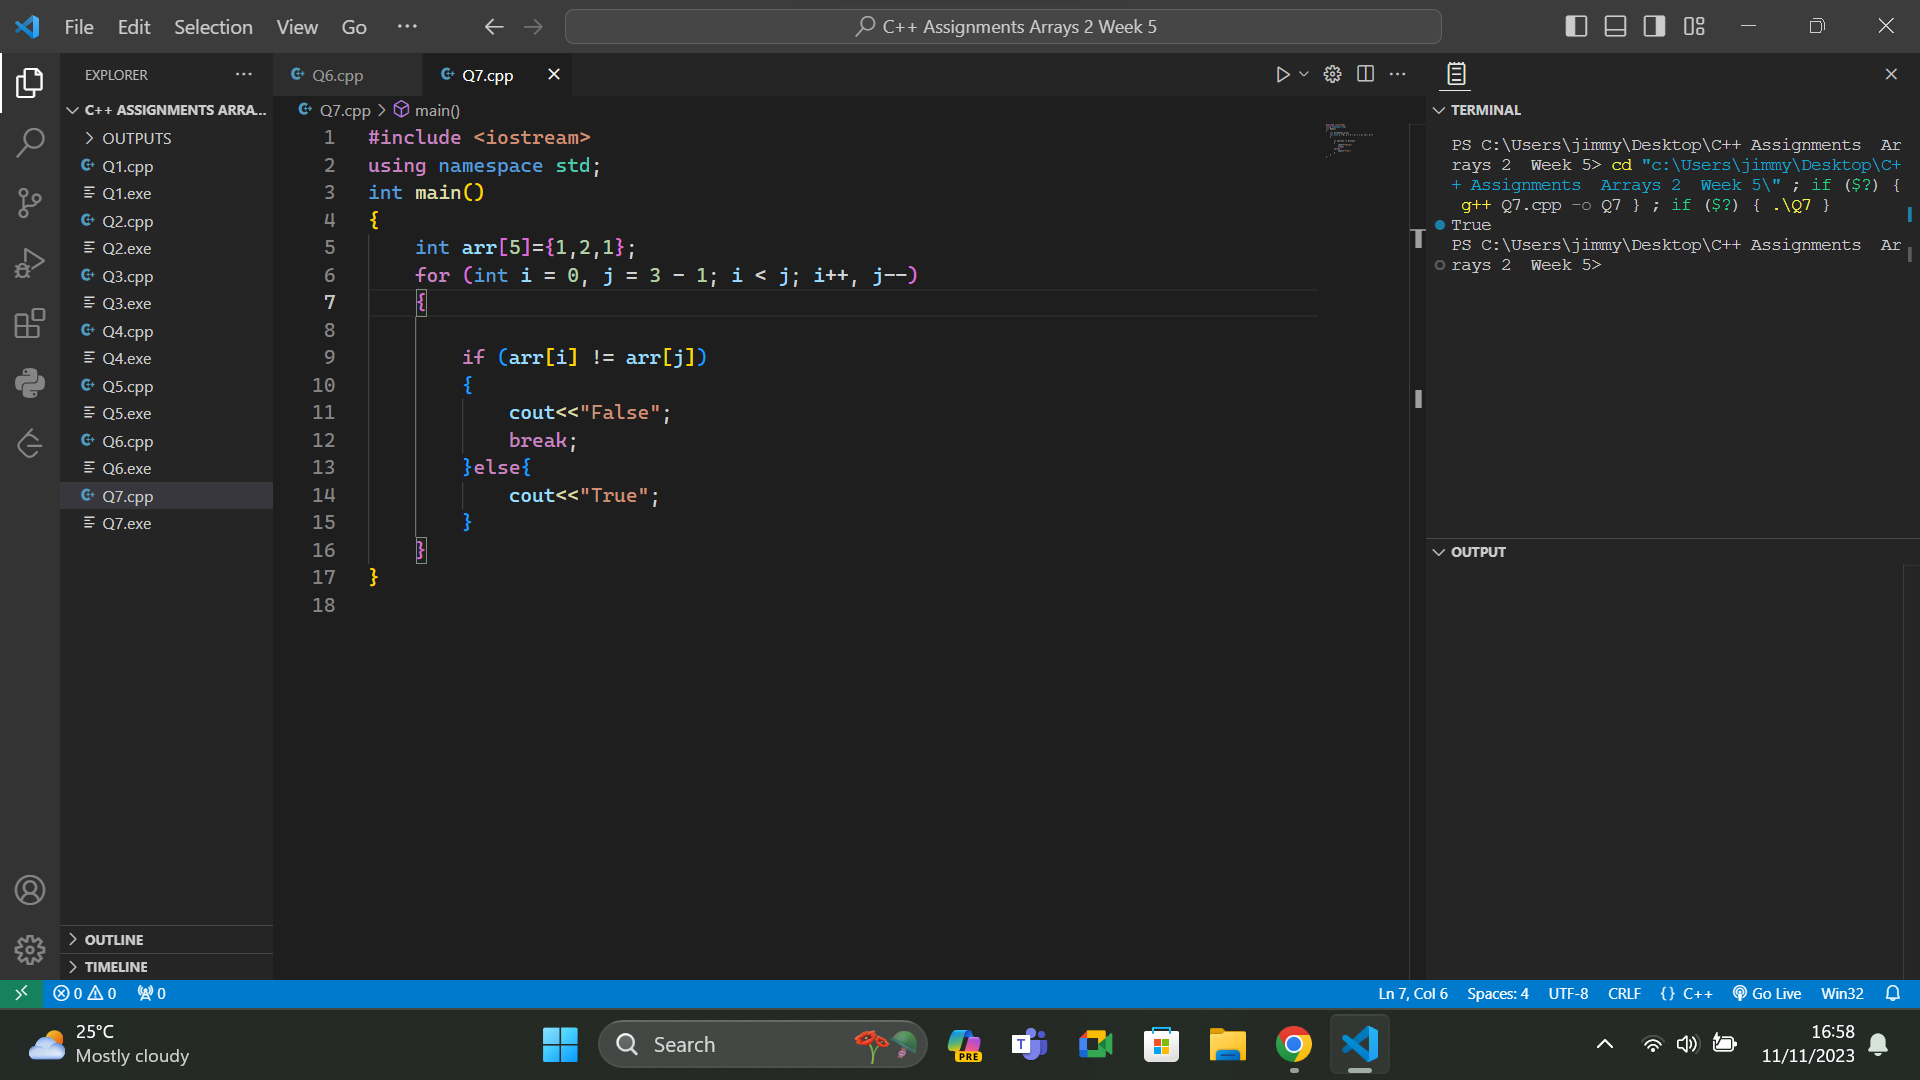 File Edit Selection View Go ···
C++ Assignments Arrays 2 Week 5
EXPLORER
C++ ASSIGNMENTS ARRA...
OUTPUTS
Q1.cpp
Q1.exe
Q2.cpp
Q2.exe
Q3.cpp
Q3.exe
Q4.cpp
Q4.exe
Q5.cpp
Q5.exe
Q6.cpp
Q6.exe
Q7.cpp
Q7.exe
OUTLINE
TIMELINE
Q6.cpp Q7.cpp
Q7.cpp > main()
1 #include <iostream>
2 using namespace std;
3 int main()
4 {
5 int arr[5]={1,2,1};
6 for (int i = 0, j = 3 - 1; i < j; i++, j--)
7 {
8
9 if (arr[i] != arr[j])
10 {
11 cout<<"False";
12 break;
13 }else{
14 cout<<"True";
15 }
16 }
17 }
18
TERMINAL
PS C:\Users\jimmy\Desktop\C++ Assignments  Ar
rays 2  Week 5> cd "c:\Users\jimmy\Desktop\C+
+ Assignments  Arrays 2  Week 5\" ; if ($?) {
g++ Q7.cpp -o Q7 } ; if ($?) { .\Q7 }
True
PS C:\Users\jimmy\Desktop\C++ Assignments  Ar
rays 2  Week 5>
OUTPUT
0 0 0 Ln 7, Col 6 Spaces: 4 UTF-8 CRLF {} C++ Go Live Win32
25°C
Mostly cloudy
Search
PRE
T
16:58
11/11/2023